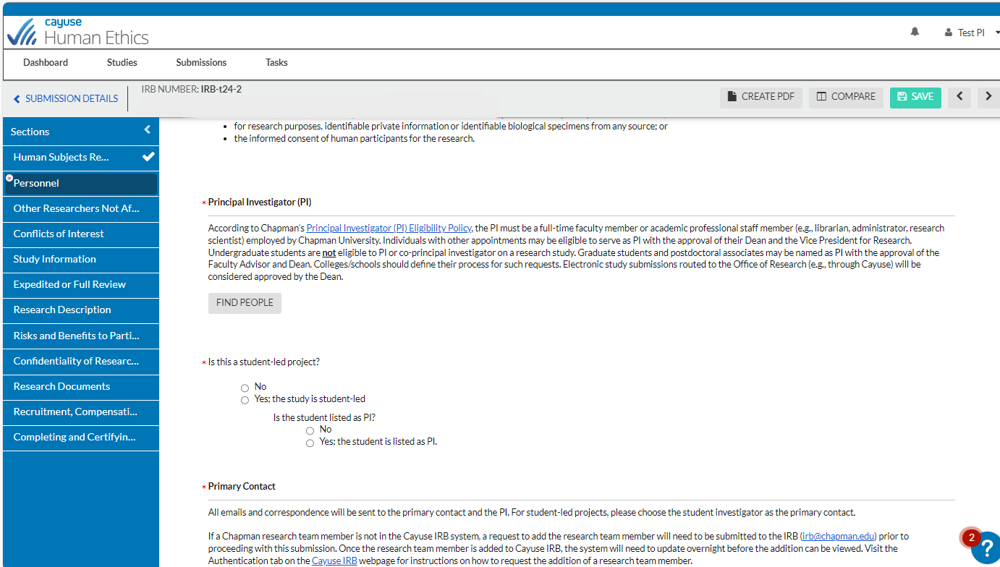 cayuse
Human Ethics
Test PI
Dashboard
Studies
Submissions
Tasks
SUBMISSION DETAILS
IRB NUMBER: IRB-t24-2
CREATE PDF
COMPARE
SAVE
Sections
Human Subjects Re...
* Personnel
Other Researchers Not Af...
Conflicts of Interest
Study Information
Expedited or Full Review
Research Description
Risks and Benefits to Parti...
Confidentiality of Researc...
Research Documents
Recruitment, Compensati...
Completing and Certifyin...
• for research purposes, identifiable private information or identifiable biological specimens from any source; or
• the informed consent of human participants for the research.
* Principal Investigator (PI)
According to Chapman's Principal Investigator (PI) Eligibility Policy, the PI must be a full-time faculty member or academic professional staff member (e.g., librarian, administrator, research
scientist) employed by Chapman University. Individuals with other appointments may be eligible to serve as PI with the approval of their Dean and the Vice President for Research.
Undergraduate students are not eligible to PI or co-principal investigator on a research study. Graduate students and postdoctoral associates may be named as PI with the approval of the
Faculty Advisor and Dean. Colleges/schools should define their process for such requests. Electronic study submissions routed to the Office of Research (e.g., through Cayuse) will be
considered approved by the Dean.
FIND PEOPLE
* Is this a student-led project?
No
Yes; the study is student-led
Is the student listed as PI?
No
Yes; the student is listed as PI.
* Primary Contact
All emails and correspondence will be sent to the primary contact and the PI. For student-led projects, please choose the student investigator as the primary contact.
If a Chapman research team member is not in the Cayuse IRB system, a request to add the research team member will need to be submitted to the IRB (irb@chapman.edu) prior to
proceeding with this submission. Once the research team member is added to Cayuse IRB, the system will need to update overnight before the addition can be viewed. Visit the
Authentication tab on the Cayuse IRB webpage for instructions on how to request the addition of a research team member.
2
?